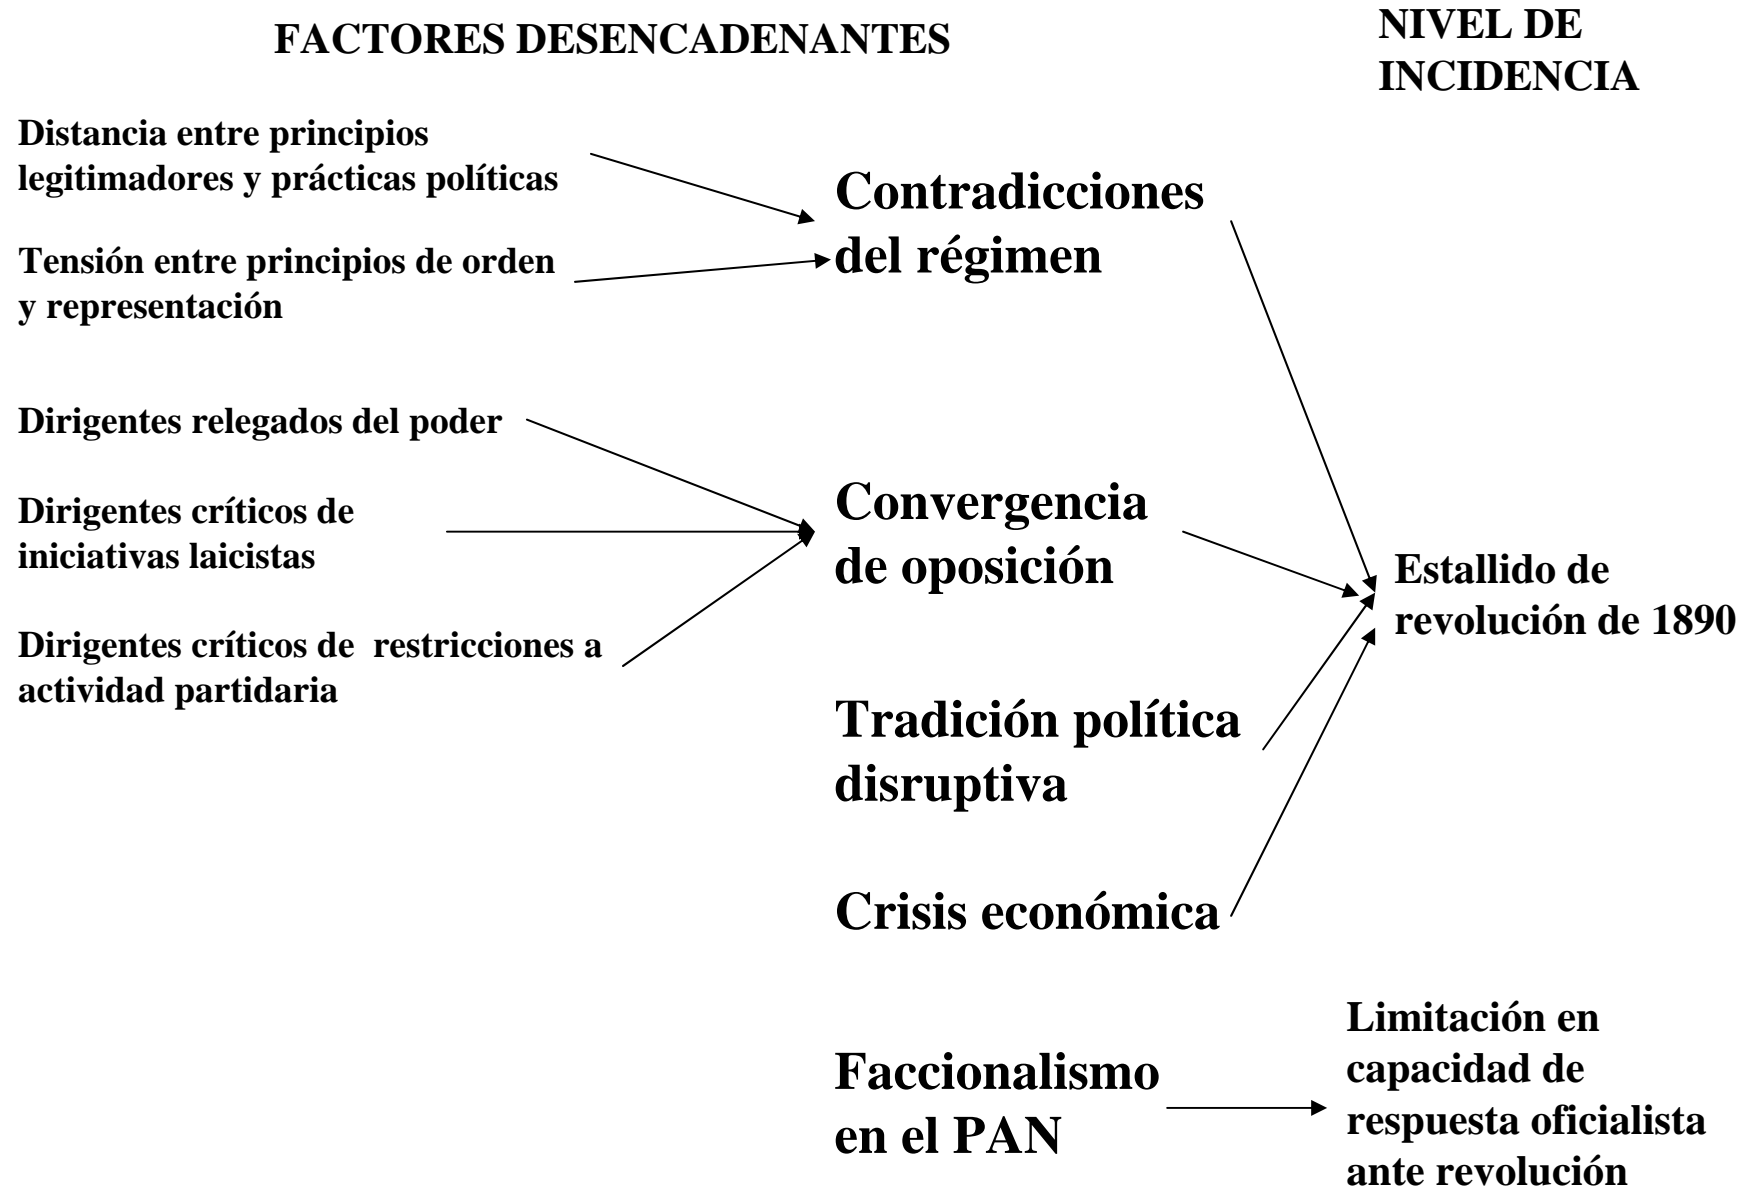 FACTORES DESENCADENANTES
NIVEL DE
INCIDENCIA
Distancia entre principios
legitimadores y prácticas políticas
Tensión entre principios de orden
y representación
Contradicciones
del régimen
Dirigentes relegados del poder
Dirigentes críticos de
iniciativas laicistas
Dirigentes críticos de  restricciones a
actividad partidaria
Convergencia
de oposición
Estallido de
revolución de 1890
Tradición política
disruptiva
Crisis económica
Faccionalismo
en el PAN
Limitación en
capacidad de
respuesta oficialista
ante revolución